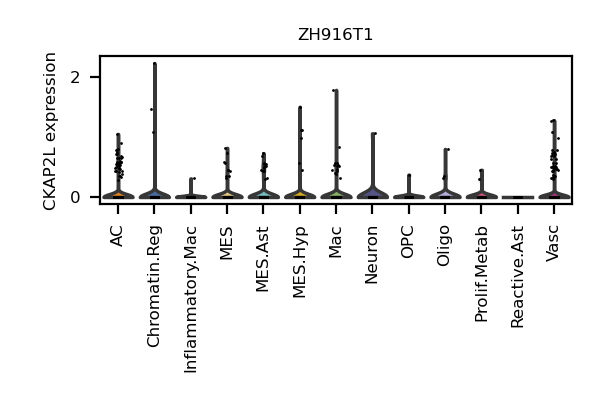 ZH916T1
CKAP2L expression
2
0
AC
Chromatin.Reg
Inflammatory.Mac
MES
MES.Ast
MES.Hyp
Mac
Neuron
OPC
Oligo
Prolif.Metab
Reactive.Ast
Vasc